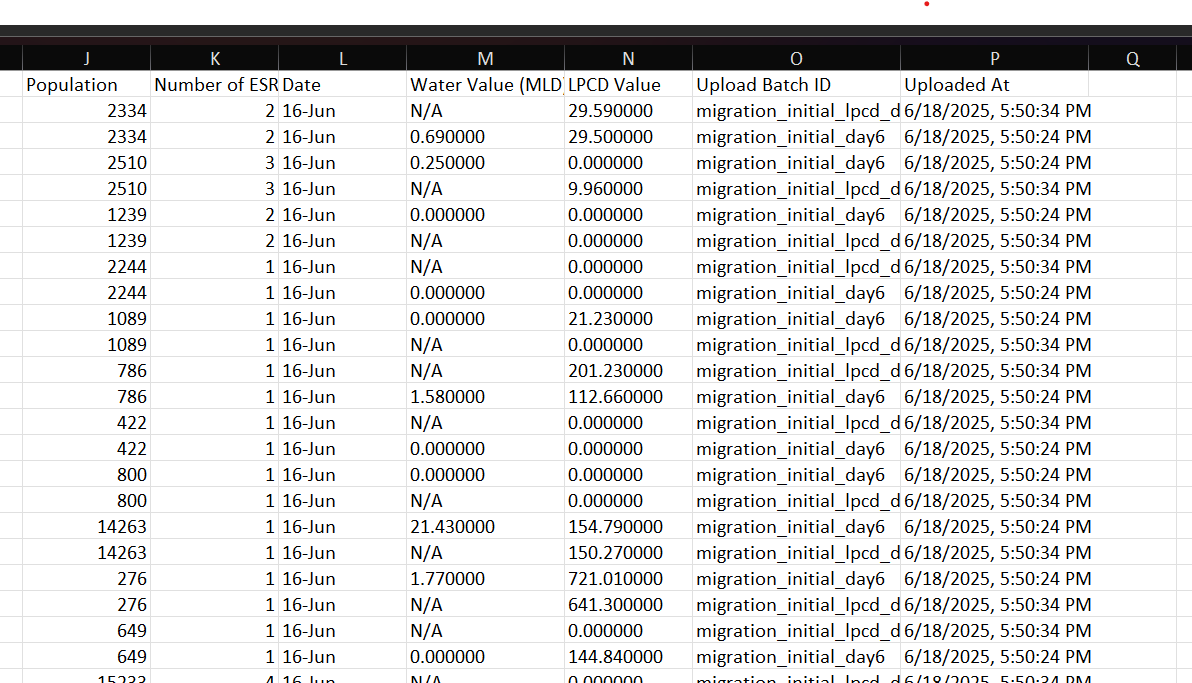 J K L M N O P Q
Population Number of ESR Date Water Value (MLD) LPCD Value Upload Batch ID Uploaded At
2334 2 16-Jun N/A 29.590000 migration_initial_lpcd_d 6/18/2025, 5:50:34 PM
2334 2 16-Jun 0.690000 29.500000 migration_initial_day6 6/18/2025, 5:50:24 PM
2510 3 16-Jun 0.250000 0.000000 migration_initial_day6 6/18/2025, 5:50:24 PM
2510 3 16-Jun N/A 9.960000 migration_initial_lpcd_d 6/18/2025, 5:50:34 PM
1239 2 16-Jun 0.000000 0.000000 migration_initial_day6 6/18/2025, 5:50:24 PM
1239 2 16-Jun N/A 0.000000 migration_initial_lpcd_d 6/18/2025, 5:50:34 PM
2244 1 16-Jun N/A 0.000000 migration_initial_lpcd_d 6/18/2025, 5:50:34 PM
2244 1 16-Jun 0.000000 0.000000 migration_initial_day6 6/18/2025, 5:50:24 PM
1089 1 16-Jun 0.000000 21.230000 migration_initial_day6 6/18/2025, 5:50:24 PM
1089 1 16-Jun N/A 0.000000 migration_initial_lpcd_d 6/18/2025, 5:50:34 PM
786 1 16-Jun N/A 201.230000 migration_initial_lpcd_d 6/18/2025, 5:50:34 PM
786 1 16-Jun 1.580000 112.660000 migration_initial_day6 6/18/2025, 5:50:24 PM
422 1 16-Jun N/A 0.000000 migration_initial_lpcd_d 6/18/2025, 5:50:34 PM
422 1 16-Jun 0.000000 0.000000 migration_initial_day6 6/18/2025, 5:50:24 PM
800 1 16-Jun 0.000000 0.000000 migration_initial_day6 6/18/2025, 5:50:24 PM
800 1 16-Jun N/A 0.000000 migration_initial_lpcd_d 6/18/2025, 5:50:34 PM
14263 1 16-Jun 21.430000 154.790000 migration_initial_day6 6/18/2025, 5:50:24 PM
14263 1 16-Jun N/A 150.270000 migration_initial_lpcd_d 6/18/2025, 5:50:34 PM
276 1 16-Jun 1.770000 721.010000 migration_initial_day6 6/18/2025, 5:50:24 PM
276 1 16-Jun N/A 641.300000 migration_initial_lpcd_d 6/18/2025, 5:50:34 PM
649 1 16-Jun N/A 0.000000 migration_initial_lpcd_d 6/18/2025, 5:50:34 PM
649 1 16-Jun 0.000000 144.840000 migration_initial_day6 6/18/2025, 5:50:24 PM
15233 4 16-Jun N/A 0.000000 migration_initial_lpcd_d 6/18/2025, 5:50:34 PM